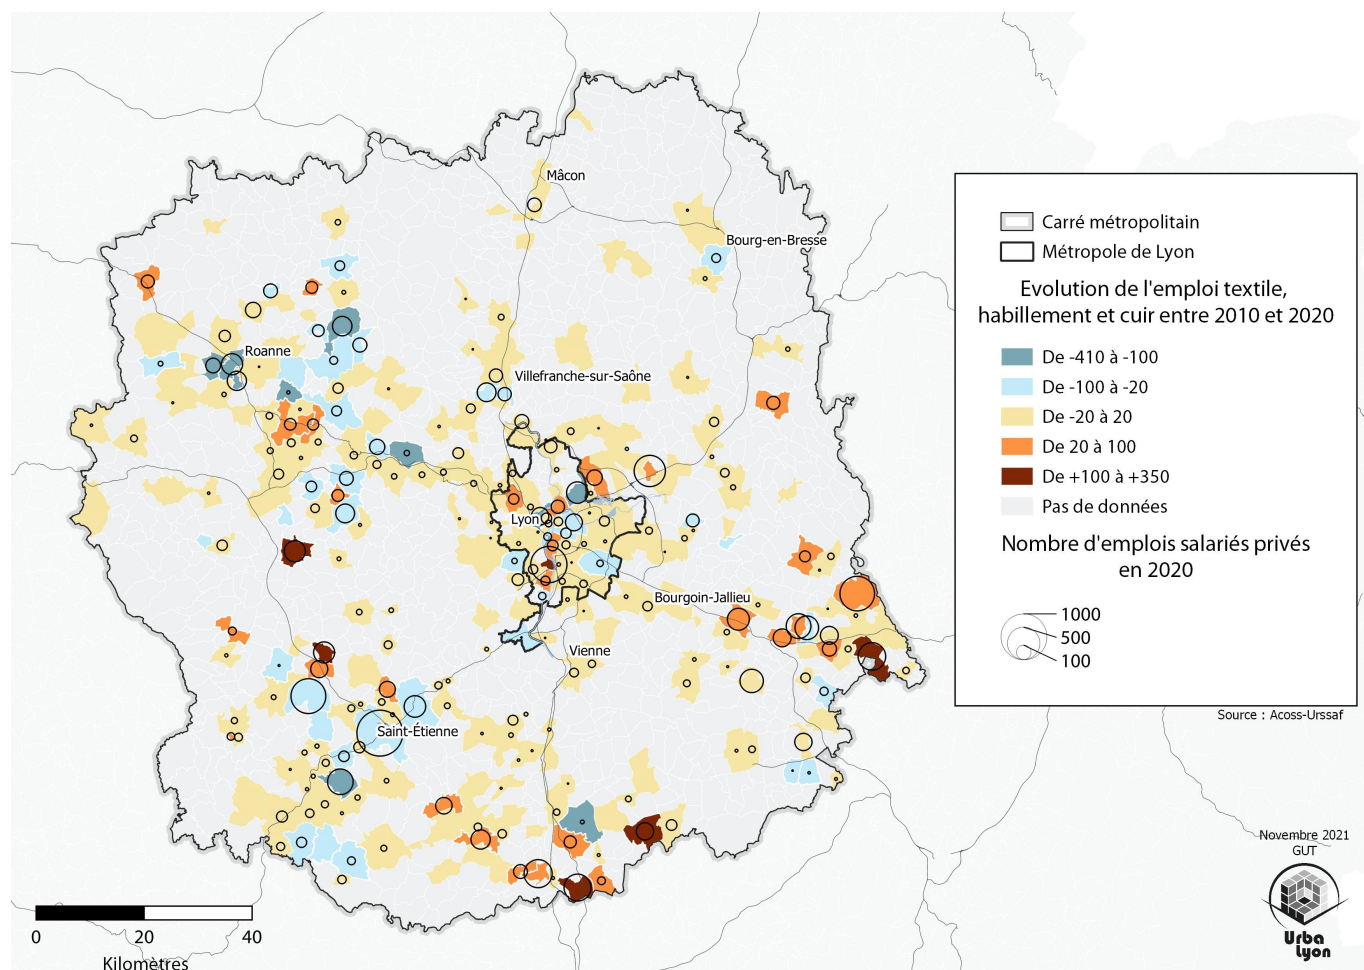 Mâcon
Bourg-en-Bresse
Roanne
Villefranche-sur-Saône
Lyon
Bourgoin-Jallieu
Vienne
Saint-Étienne
Carré métropolitain
Métropole de Lyon
Evolution de l'emploi textile,
habillement et cuir entre 2010 et 2020
De -410 à -100
De -100 à -20
De -20 à 20
De 20 à 100
De +100 à +350
Pas de données
Nombre d'emplois salariés privés
en 2020
1000
500
100
Source : Acoss-Urssaf
Novembre 2021
GUT
Urba
Lyon
0 20 40
Kilomètres